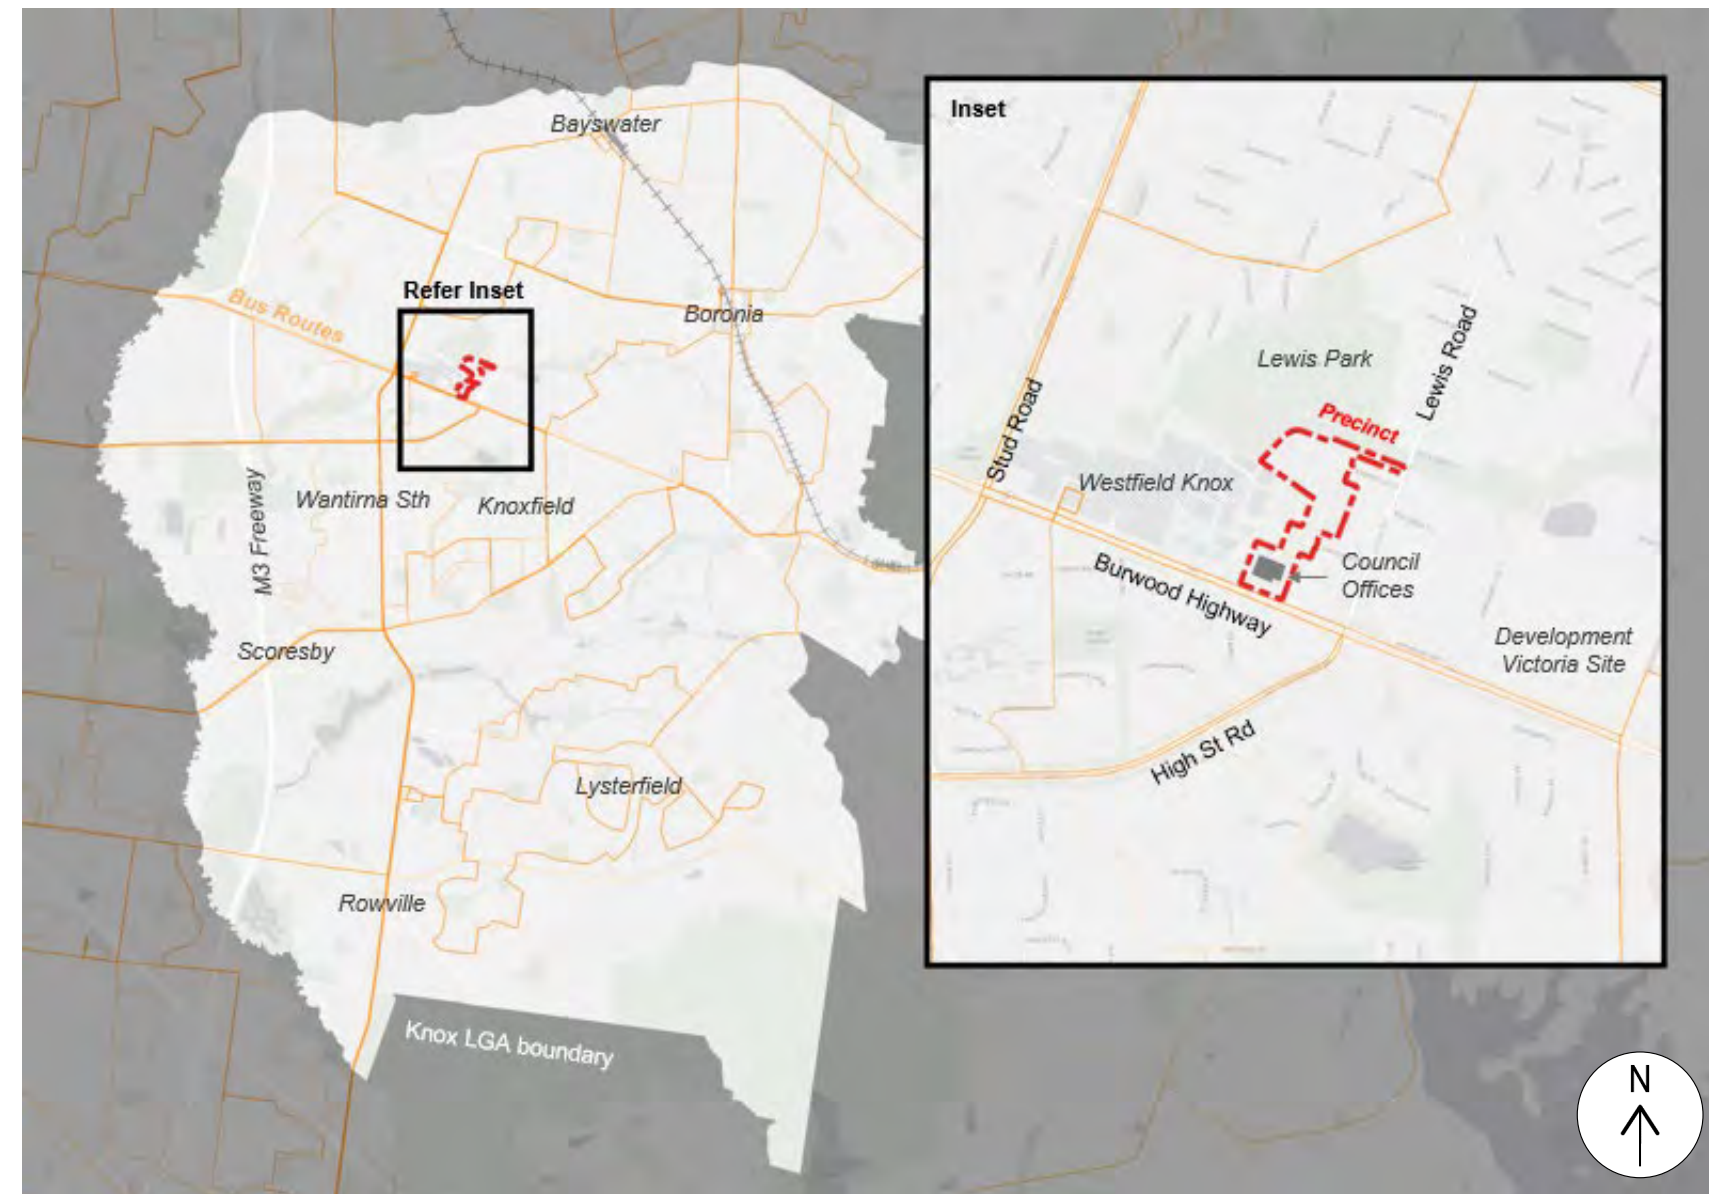 Bayswater
Refer Inset
Bus Routes
Boronia
M3 Freeway
Wantirna Sth
Knoxfield
Scoresby
Lysterfield
Rowville
Knox LGA boundary
Inset
Lewis Park
Lewis Road
Precinct
Stud Road
Westfield Knox
Council
Offices
Burwood Highway
Development
Victoria Site
High St Rd
N